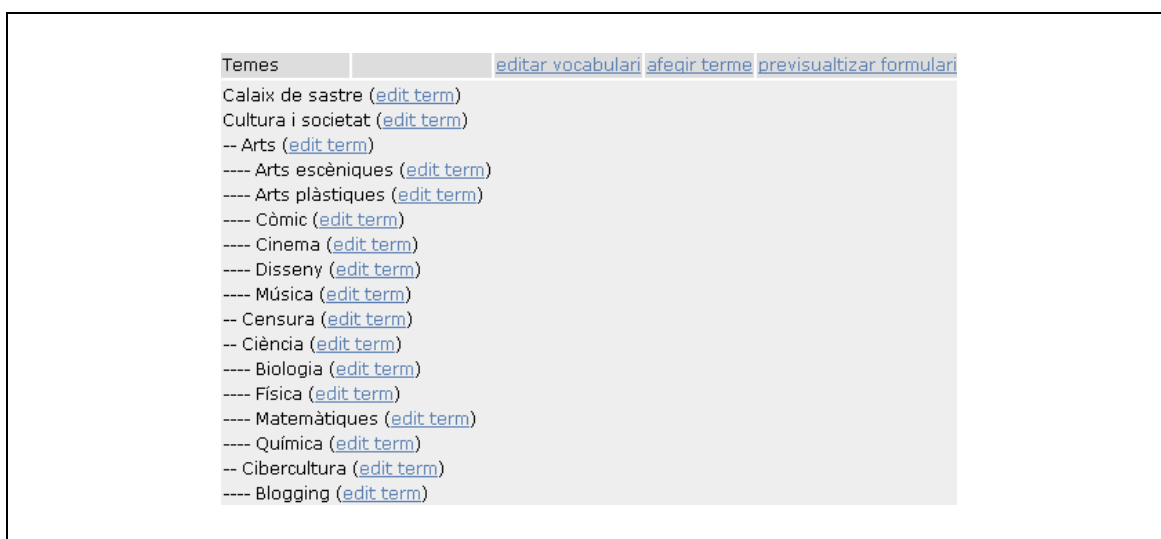 Temes editar vocabulari afegir terme previsualtizar formulari
Calaix de sastre (edit term)
Cultura i societat (edit term)
-- Arts (edit term)
---- Arts escèniques (edit term)
---- Arts plàstiques (edit term)
---- Còmic (edit term)
---- Cinema (edit term)
---- Disseny (edit term)
---- Música (edit term)
-- Censura (edit term)
-- Ciència (edit term)
---- Biologia (edit term)
---- Física (edit term)
---- Matemàtiques (edit term)
---- Química (edit term)
-- Cibercultura (edit term)
---- Blogging (edit term)